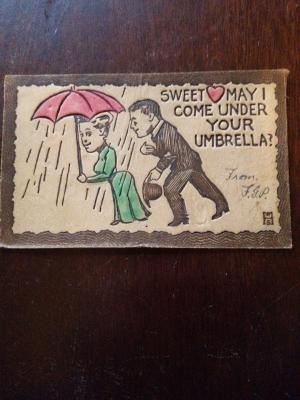 SWEET ♥ MAY I
COME UNDER
YOUR
UMBRELLA?
From,
F.G.P.